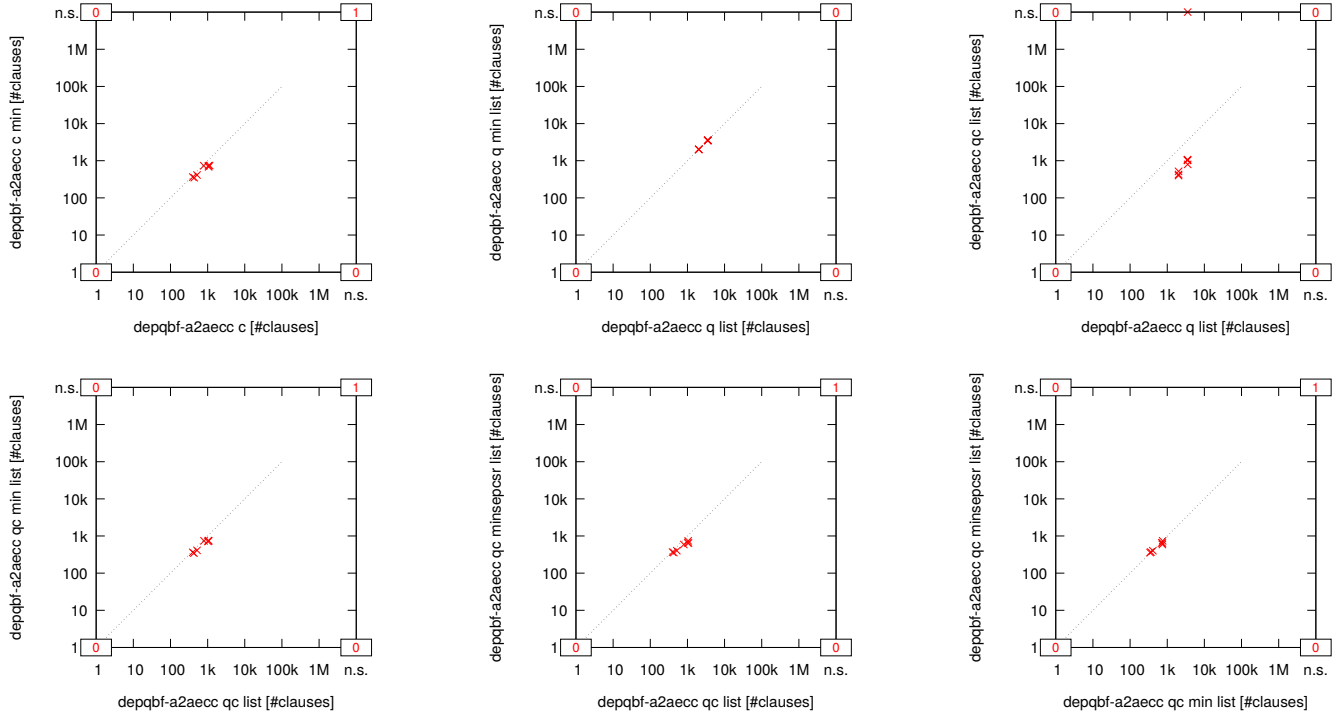 n.s. 0 1
1M
100k
10k
1k
100
10
1 0 0
1 10 100 1k 10k 100k 1M n.s.
depqbf-a2aecc c min [#clauses]
depqbf-a2aecc c [#clauses]
n.s. 0 0
1M
100k
10k
1k
100
10
1 0 0
1 10 100 1k 10k 100k 1M n.s.
depqbf-a2aecc q min list [#clauses]
depqbf-a2aecc q list [#clauses]
n.s. 0 0
1M
100k
10k
1k
100
10
1 0 0
1 10 100 1k 10k 100k 1M n.s.
depqbf-a2aecc qc list [#clauses]
depqbf-a2aecc q list [#clauses]
n.s. 0 1
1M
100k
10k
1k
100
10
1 0 0
1 10 100 1k 10k 100k 1M n.s.
depqbf-a2aecc qc min list [#clauses]
depqbf-a2aecc qc list [#clauses]
n.s. 0 1
1M
100k
10k
1k
100
10
1 0 0
1 10 100 1k 10k 100k 1M n.s.
depqbf-a2aecc qc minsepcsr list [#clauses]
depqbf-a2aecc qc list [#clauses]
n.s. 0 1
1M
100k
10k
1k
100
10
1 0 0
1 10 100 1k 10k 100k 1M n.s.
depqbf-a2aecc qc minsepcsr list [#clauses]
depqbf-a2aecc qc min list [#clauses]